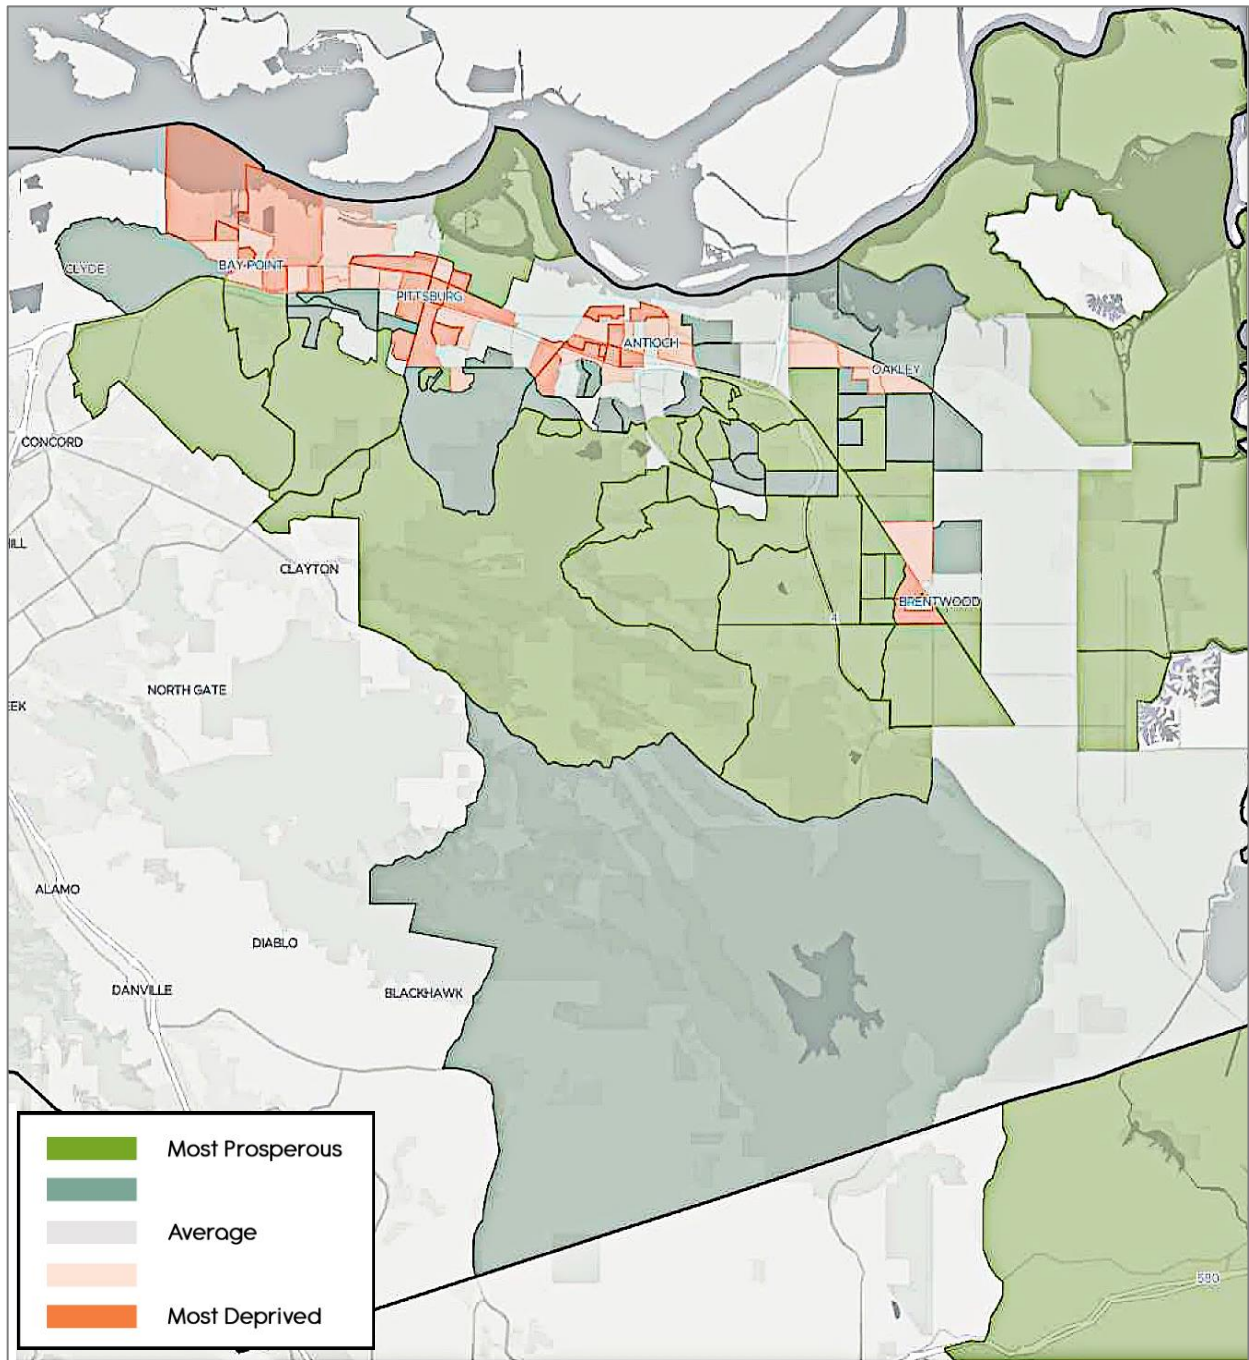 CLYDE
BAY POINT
PITTSBURG
ANTIOCH
OAKLEY
CONCORD
ILL
CLAYTON
BRENTWOOD
4
NORTH GATE
EEK
ALAMO
DIABLO
DANVILLE
BLACKHAWK
Most Prosperous
Average
Most Deprived
580